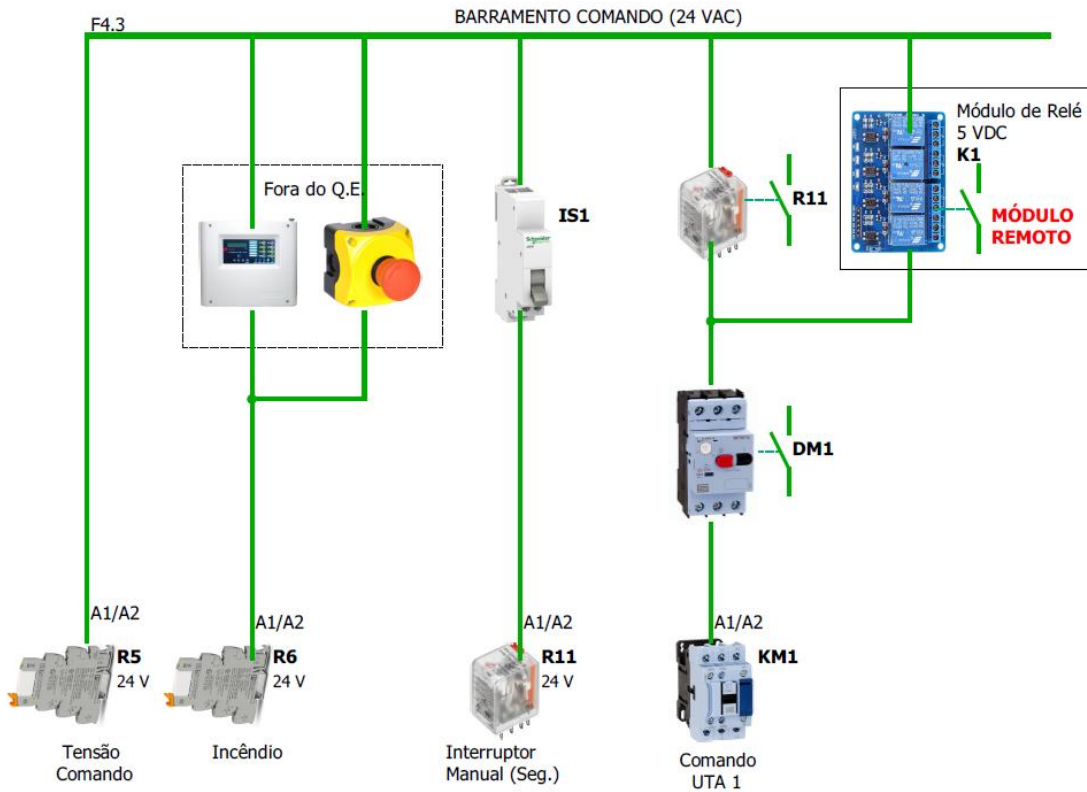 F4.3
BARRAMENTO COMANDO (24 VAC)
Fora do Q.E.
IS1
Schneider
R11
Módulo de Relé
5 VDC
K1
MÓDULO
REMOTO
DM1
A1/A2
R5
24 V
Tensão
Comando
A1/A2
R6
24 V
Incêndio
A1/A2
R11
24 V
Interruptor
Manual (Seg.)
A1/A2
KM1
Comando
UTA 1